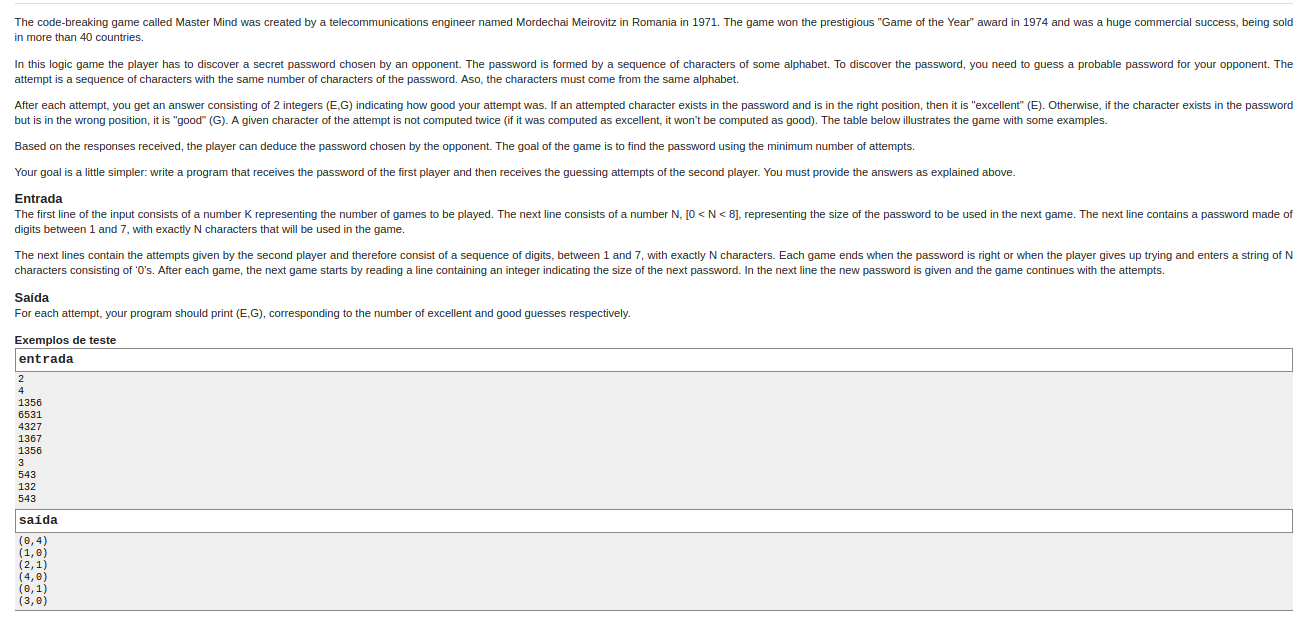 The code-breaking game called Master Mind was created by a telecommunications engineer named Mordechai Meirovitz in Romania in 1971. The game won the prestigious "Game of the Year" award in 1974 and was a huge commercial success, being sold
in more than 40 countries.
In this logic game the player has to discover a secret password chosen by an opponent. The password is formed by a sequence of characters of some alphabet. To discover the password, you need to guess a probable password for your opponent. The
attempt is a sequence of characters with the same number of characters of the password. Aso, the characters must come from the same alphabet.
After each attempt, you get an answer consisting of 2 integers (E,G) indicating how good your attempt was. If an attempted character exists in the password and is in the right position, then it is "excellent" (E). Otherwise, if the character exists in the password
but is in the wrong position, it is "good" (G). A given character of the attempt is not computed twice (if it was computed as excellent, it won't be computed as good). The table below illustrates the game with some examples.
Based on the responses received, the player can deduce the password chosen by the opponent. The goal of the game is to find the password using the minimum number of attempts.
Your goal is a little simpler: write a program that receives the password of the first player and then receives the guessing attempts of the second player. You must provide the answers as explained above.
Entrada
The first line of the input consists of a number K representing the number of games to be played. The next line consists of a number N, [0 < N < 8], representing the size of the password to be used in the next game. The next line contains a password made of
digits between 1 and 7, with exactly N characters that will be used in the game.
The next lines contain the attempts given by the second player and therefore consist of a sequence of digits, between 1 and 7, with exactly N characters. Each game ends when the password is right or when the player gives up trying and enters a string of N
characters consisting of '0's. After each game, the next game starts by reading a line containing an integer indicating the size of the next password. In the next line the new password is given and the game continues with the attempts.
Saída
For each attempt, your program should print (E,G), corresponding to the number of excellent and good guesses respectively.
Exemplos de teste
entrada
2
4
1356
6531
4327
1367
1356
3
543
132
543
saída
(0,4)
(1,0)
(2,1)
(4,0)
(0,1)
(3,0)